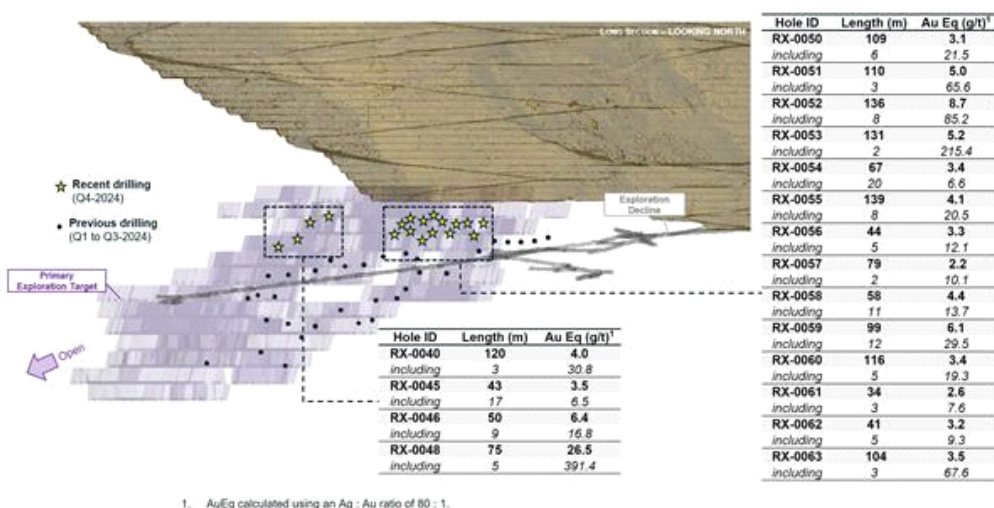 LONG SECTION – LOOKING NORTH
Recent drilling
(Q4-2024)
Previous drilling
(Q1 to Q3-2024)
Primary
Exploration Target
Open
Exploration
Decline
Hole ID Length (m) Au Eq (g/t)¹
RX-0040 120 4.0
including 3 30.8
RX-0045 43 3.5
including 17 6.5
RX-0046 50 6.4
including 9 16.8
RX-0048 75 26.5
including 5 391.4
Hole ID Length (m) Au Eq (g/t)¹
RX-0050 109 3.1
including 6 21.5
RX-0051 110 5.0
including 3 65.6
RX-0052 136 8.7
including 8 85.2
RX-0053 131 5.2
including 2 215.4
RX-0054 67 3.4
including 20 6.6
RX-0055 139 4.1
including 8 20.5
RX-0056 44 3.3
including 5 12.1
RX-0057 79 2.2
including 2 10.1
RX-0058 58 4.4
including 11 13.7
RX-0059 99 6.1
including 12 29.5
RX-0060 116 3.4
including 5 19.3
RX-0061 34 2.6
including 3 7.6
RX-0062 41 3.2
including 5 9.3
RX-0063 104 3.5
including 3 67.6
1. AuEq calculated using an Ag : Au ratio of 80 : 1.